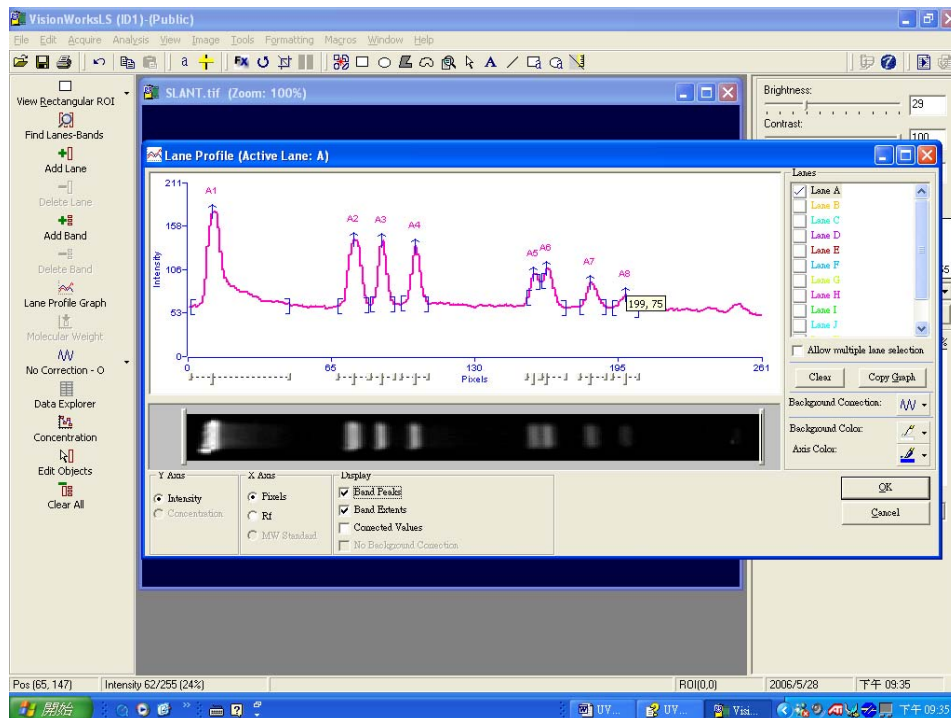 VisionWorksLS (ID1)-(Public)
File Edit Acquire Analysis View Image Tools Formatting Magros Window Help
View Rectangular ROI
Find Lanes-Bands
Add Lane
Delete Lane
Add Band
Delete Band
Lane Profile Graph
Molecular Weight
No Correction - O
Data Explorer
Concentration
Edit Objects
Clear All
SLANT.tif (Zoom: 100%)
Brightness:
29
Contrast:
100
Lane Profile (Active Lane: A)
211
158
106
53
0
Intensity
A1
A2
A3
A4
A5
A6
A7
A8
199, 75
0
65
130
195
261
Pixels
Lanes
Lane A
Lane B
Lane C
Lane D
Lane E
Lane F
Lane G
Lane H
Lane I
Lane J
Allow multiple lane selection
Clear
Copy Graph
Background Correction:
Background Color:
Axis Color:
Y Axis
Intensity
Concentration
X Axis
Pixels
Rf
MW Standard
Display
Band Peaks
Band Extents
Corrected Values
No Background Correction
OK
Cancel
Pos (65, 147)
Intensity 62/255 (24%)
ROI(0,0)
2006/5/28
下午 09:35
開始
UV...
UV...
Visi...
下午 09:35